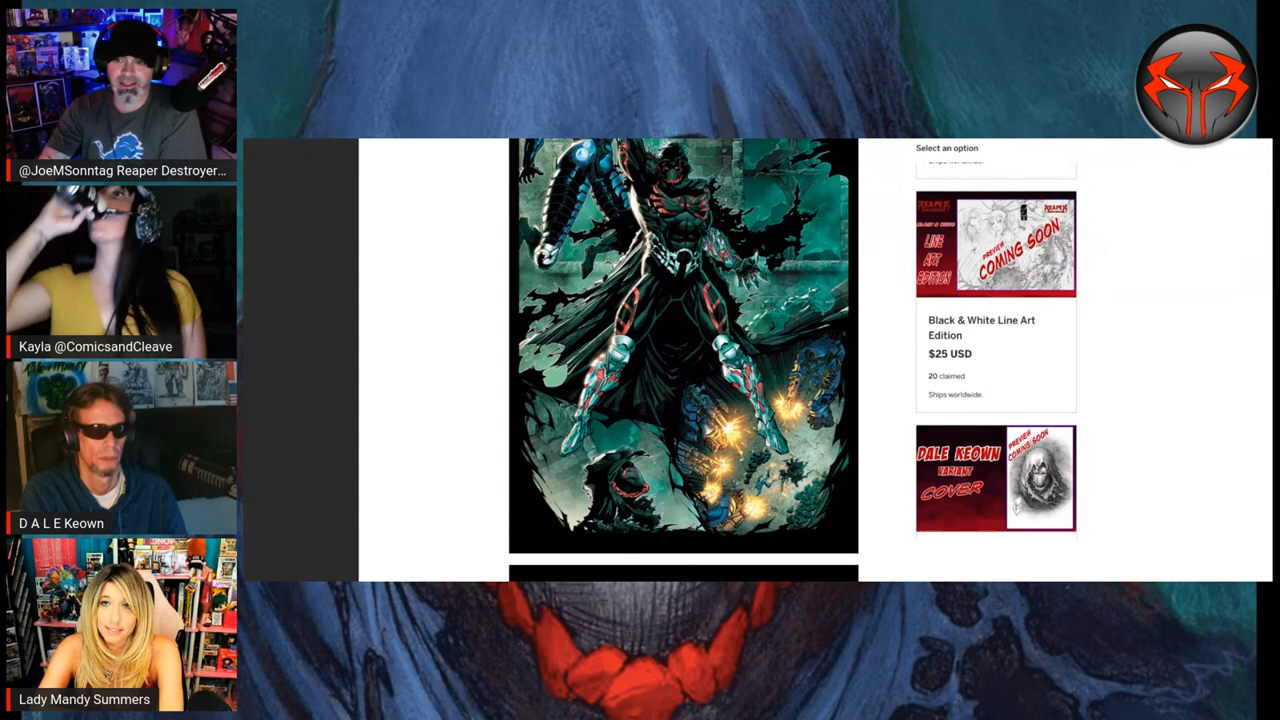 @JoeMSonntag Reaper Destroyer...
Kayla @ComicsandCleave
D A L E Keown
Lady Mandy Summers
Select an option
Ships worldwide.
REAPER
REAPER
LINE
ART
EDITION
PREVIEW
COMING SOON
Black & White Line Art
Edition
$25 USD
20 claimed
Ships worldwide.
DALE KEOWN
VARIANT
COVER
PREVIEW
COMING SOON